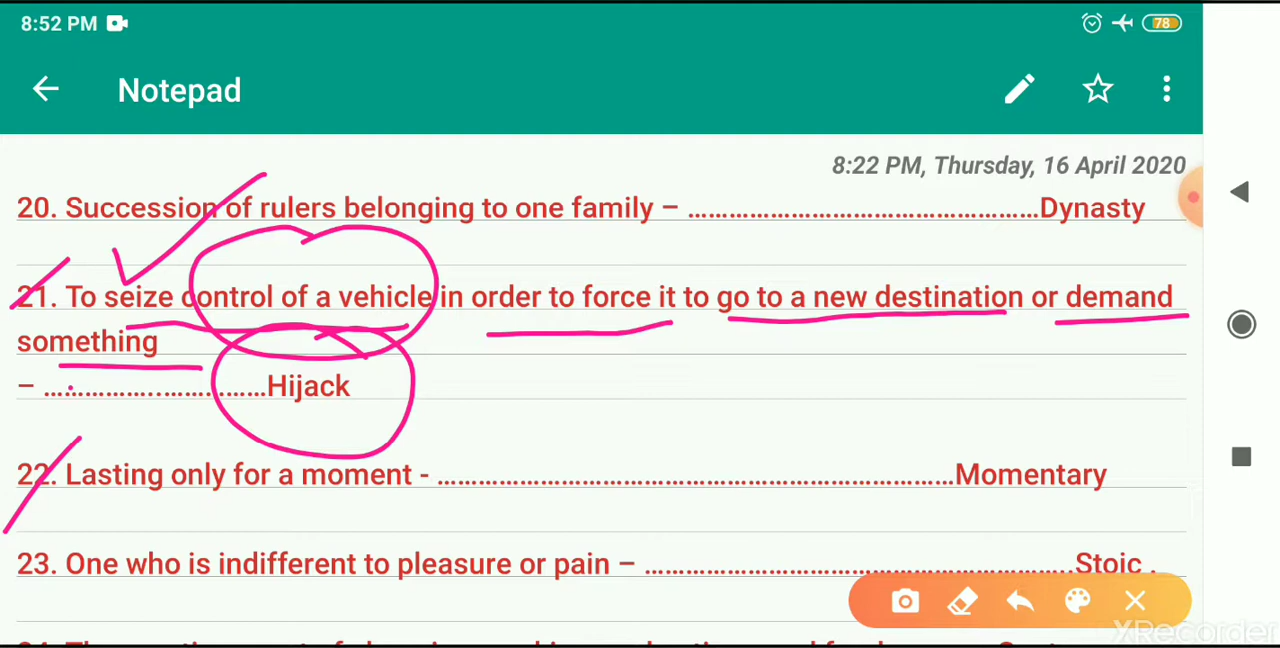 8:52 PM 78
Notepad
8:22 PM, Thursday, 16 April 2020
20. Succession of rulers belonging to one family – ………………………………………Dynasty
21. To seize control of a vehicle in order to force it to go to a new destination or demand
something
– ………………..………………Hijack
22. Lasting only for a moment - …………………………………………………………Momentary
23. One who is indifferent to pleasure or pain – ………………………………………………..Stoic .
XRecorder